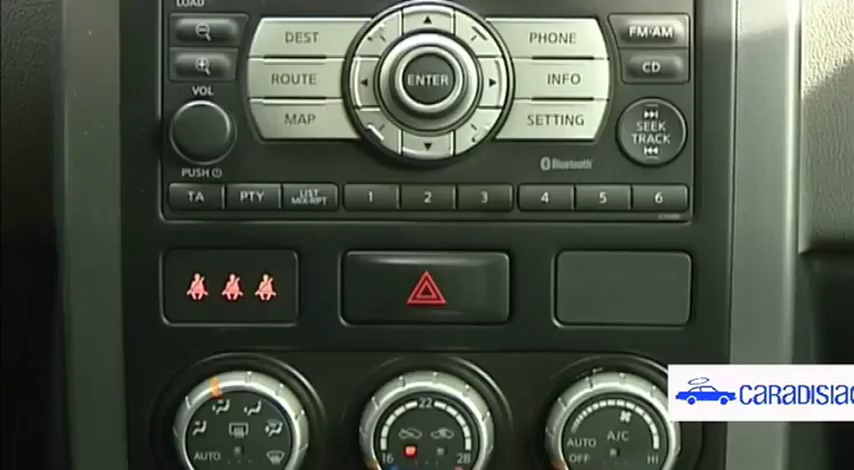 LOAD
DEST PHONE FM·AM
ROUTE ENTER INFO CD
VOL
MAP SETTING SEEK
TRACK
PUSH
Bluetooth
TA PTY LIST
MIX·RPT 1 2 3 4 5 6
CARADISIAC
22
AUTO 16 28 AUTO A/C
OFF HI